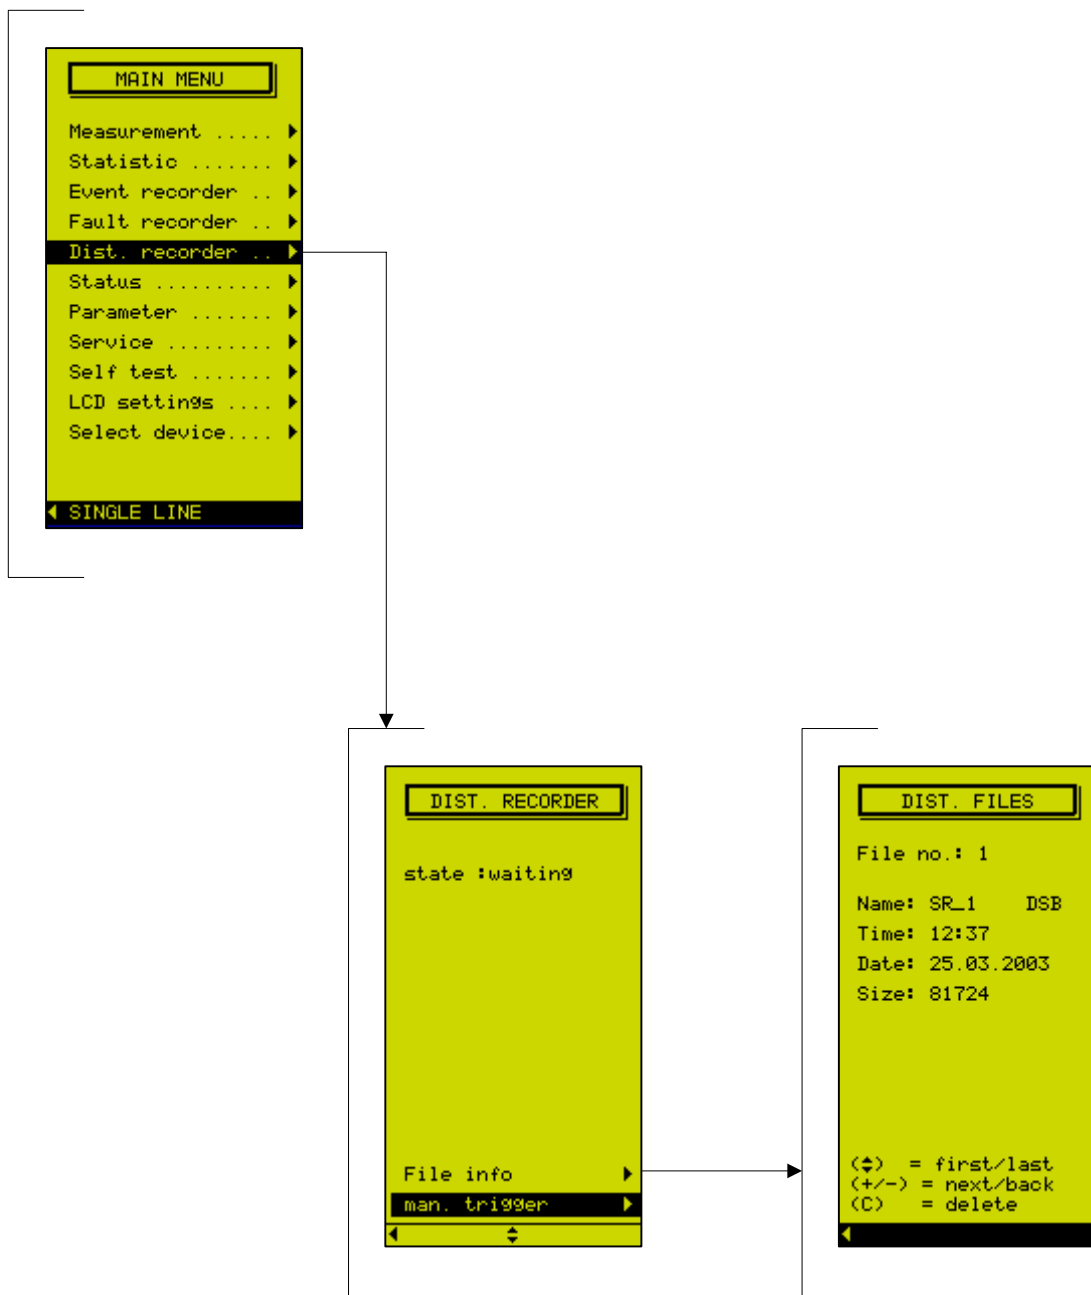 MAIN MENU
Measurement .....
Statistic .......
Event recorder ..
Fault recorder ..
Dist. recorder ..
Status ..........
Parameter .......
Service .........
Self test .......
LCD settings ....
Select device....
SINGLE LINE
DIST. RECORDER
state :waiting
File info
man. trigger
DIST. FILES
File no.: 1
Name: SR_1 DSB
Time: 12:37
Date: 25.03.2003
Size: 81724
(♦) = first/last
(+/-) = next/back
(C) = delete